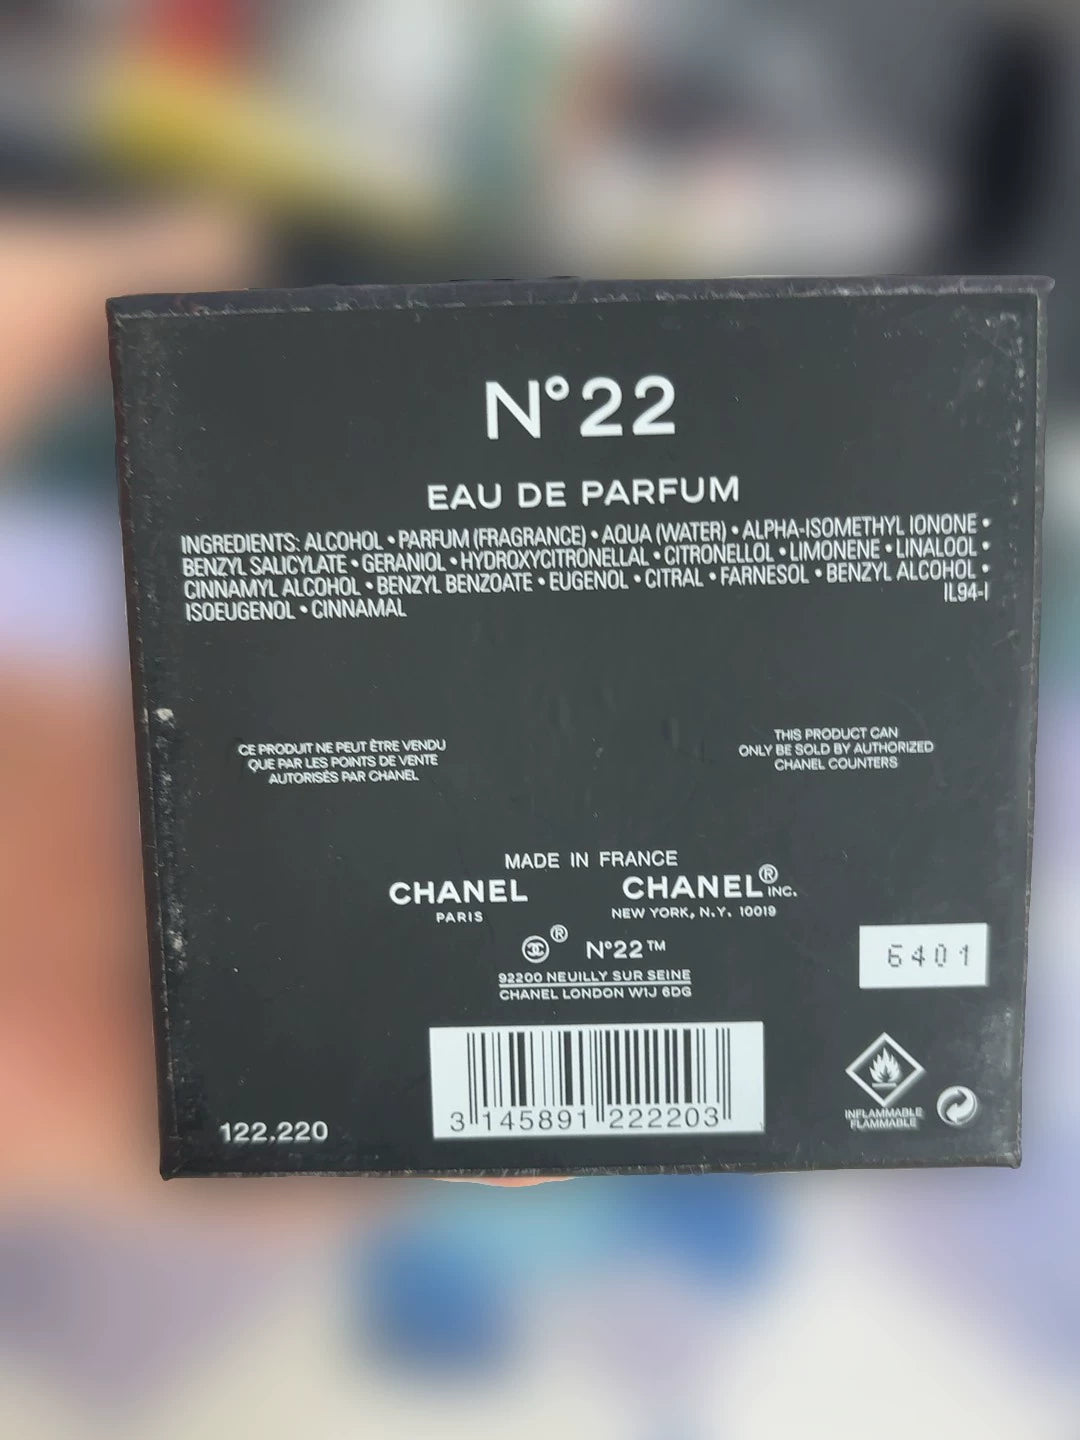 N°22
EAU DE PARFUM
INGREDIENTS: ALCOHOL • PARFUM (FRAGRANCE) • AQUA (WATER) • ALPHA-ISOMETHYL IONONE •
BENZYL SALICYLATE • GERANIOL • HYDROXYCITRONELLAL • CITRONELLOL • LIMONENE • LINALOOL •
CINNAMYL ALCOHOL • BENZYL BENZOATE • EUGENOL • CITRAL • FARNESOL • BENZYL ALCOHOL •
ISOEUGENOL • CINNAMAL
IL94-I
CE PRODUIT NE PEUT ÊTRE VENDU
QUE PAR LES POINTS DE VENTE
AUTORISÉS PAR CHANEL
THIS PRODUCT CAN
ONLY BE SOLD BY AUTHORIZED
CHANEL COUNTERS
MADE IN FRANCE
CHANEL CHANEL® INC.
PARIS NEW YORK, N.Y. 10019
® N°22™
92200 NEUILLY SUR SEINE
CHANEL LONDON W1J 6DG
6401
3 145891 222203
122.220
INFLAMMABLE
FLAMMABLE